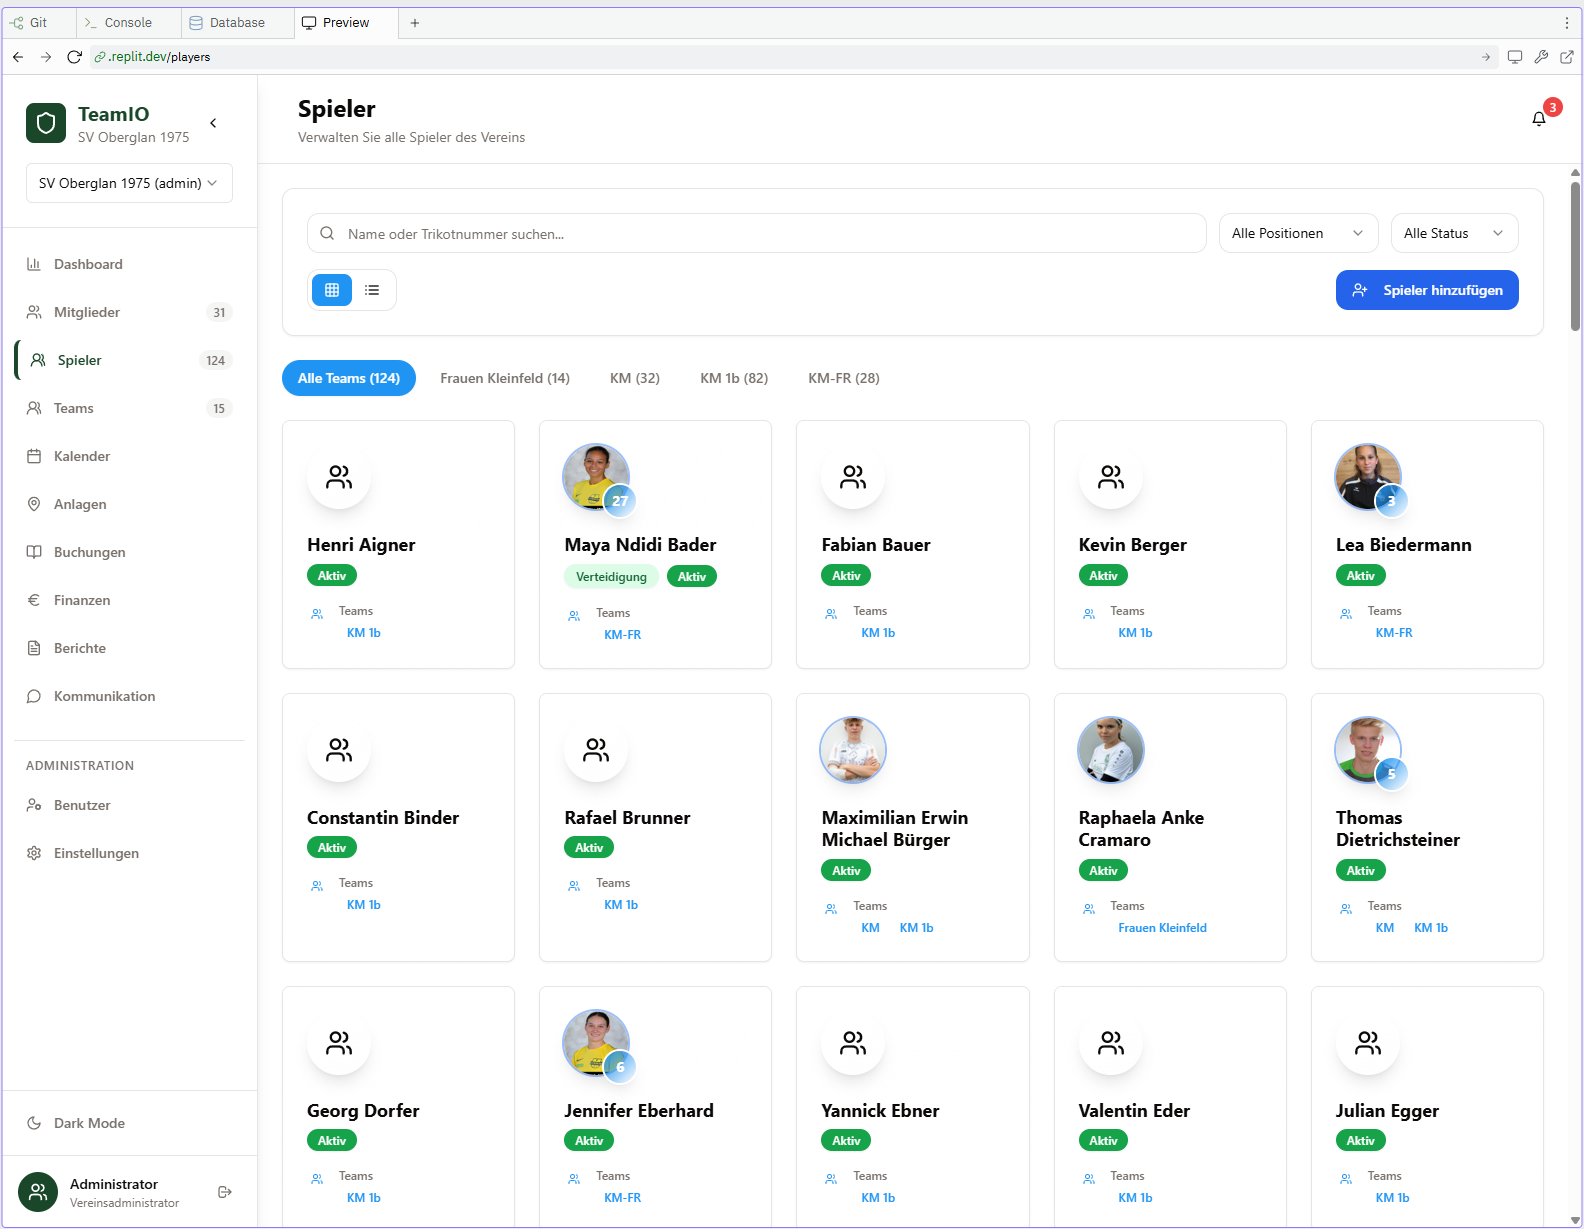 Git
Console
Database
Preview
.replit.dev/players
TeamIO
SV Oberglan 1975
SV Oberglan 1975 (admin)
Dashboard
Mitglieder 31
Spieler 124
Teams 15
Kalender
Anlagen
Buchungen
Finanzen
Berichte
Kommunikation
ADMINISTRATION
Benutzer
Einstellungen
Dark Mode
Administrator
Vereinsadministrator
Spieler
Verwalten Sie alle Spieler des Vereins
3
Name oder Trikotnummer suchen...
Alle Positionen
Alle Status
Spieler hinzufügen
Alle Teams (124)
Frauen Kleinfeld (14)
KM (32)
KM 1b (82)
KM-FR (28)
Henri Aigner
Aktiv
Teams
KM 1b
27
Maya Ndidi Bader
Verteidigung Aktiv
Teams
KM-FR
Fabian Bauer
Aktiv
Teams
KM 1b
Kevin Berger
Aktiv
Teams
KM 1b
3
Lea Biedermann
Aktiv
Teams
KM-FR
Constantin Binder
Aktiv
Teams
KM 1b
Rafael Brunner
Aktiv
Teams
KM 1b
Maximilian Erwin
Michael Bürger
Aktiv
Teams
KM KM 1b
Raphaela Anke
Cramaro
Aktiv
Teams
Frauen Kleinfeld
5
Thomas
Dietrichsteiner
Aktiv
Teams
KM KM 1b
Georg Dorfer
Aktiv
Teams
KM 1b
6
Jennifer Eberhard
Aktiv
Teams
KM-FR
Yannick Ebner
Aktiv
Teams
KM 1b
Valentin Eder
Aktiv
Teams
KM 1b
Julian Egger
Aktiv
Teams
KM 1b